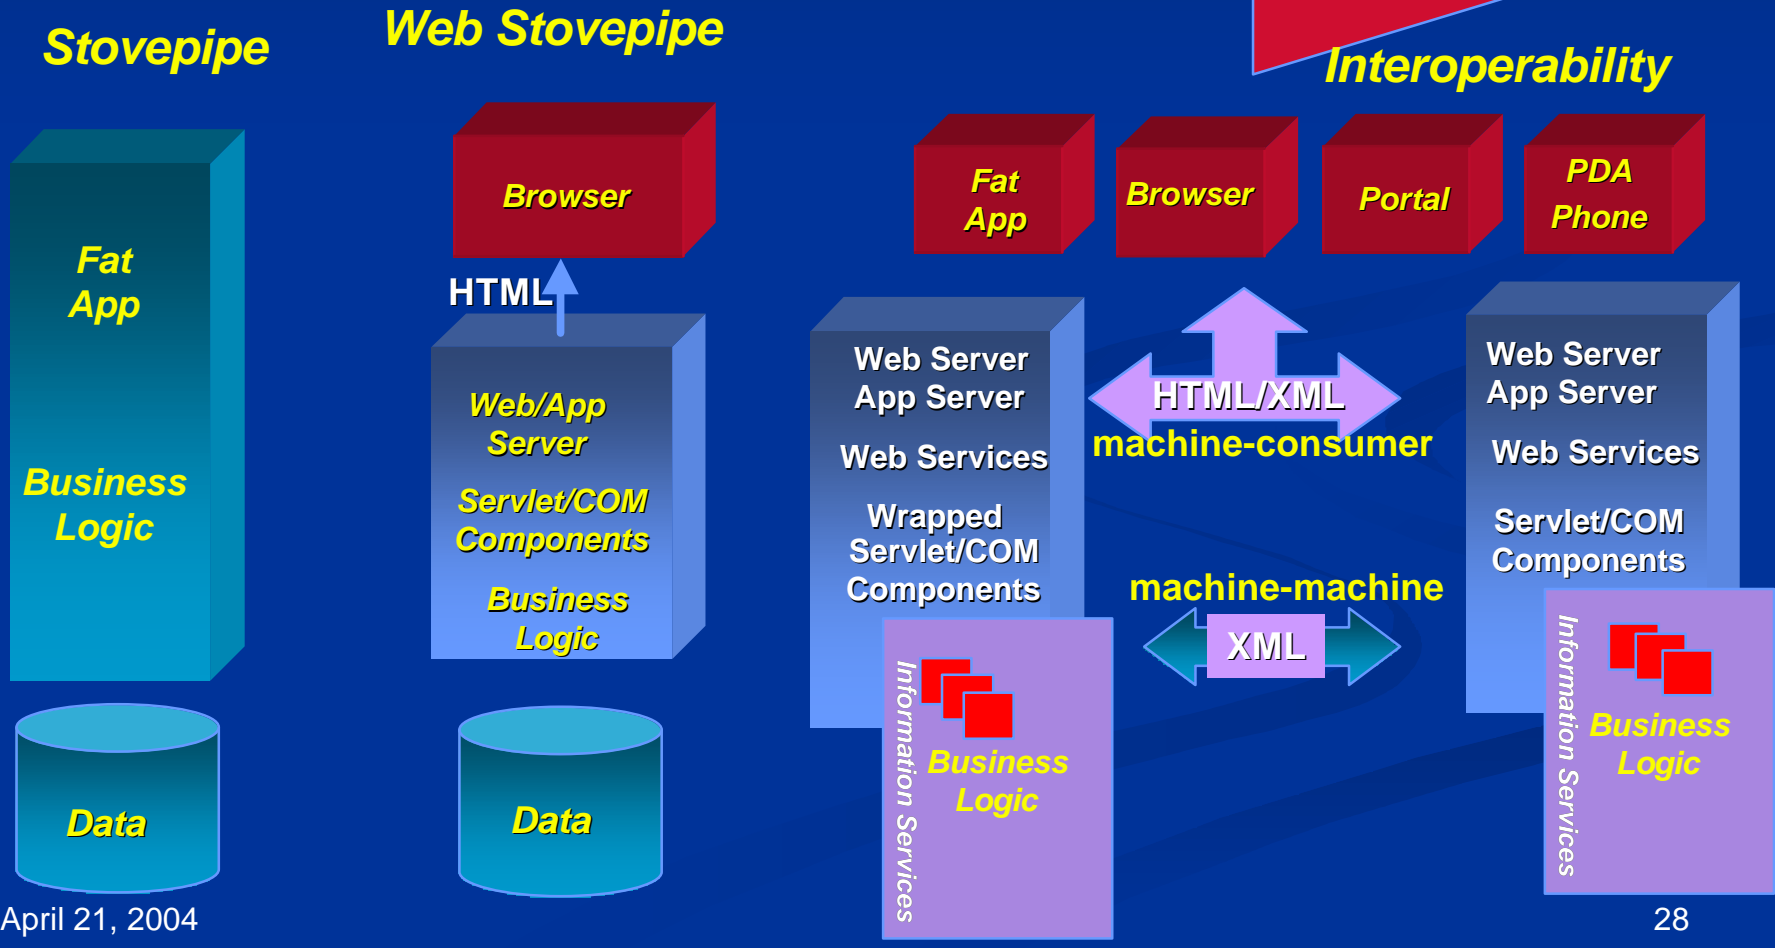 Stovepipe
Web Stovepipe
Interoperability
Fat
App
Business
Logic
Data
Browser
HTML
Web/App
Server
Servlet/COM
Components
Business
Logic
Data
Fat
App
Browser
Portal
PDA
Phone
Web Server
App Server
Web Services
Wrapped
Servlet/COM
Components
Information Services
Business
Logic
HTML/XML
machine-consumer
machine-machine
XML
Web Server
App Server
Web Services
Servlet/COM
Components
Information Services
Business
Logic
April 21, 2004
28